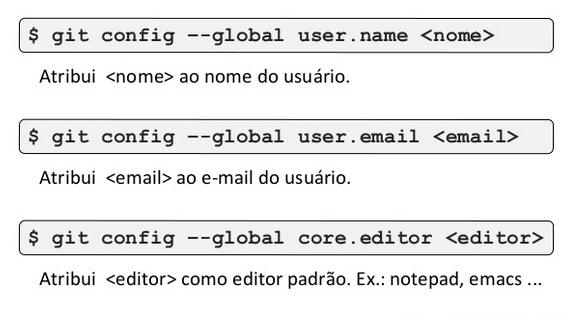 $ git config --global user.name <nome>
Atribui <nome> ao nome do usuário.
$ git config --global user.email <email>
Atribui <email> ao e-mail do usuário.
$ git config --global core.editor <editor>
Atribui <editor> como editor padrão. Ex.: notepad, emacs ...